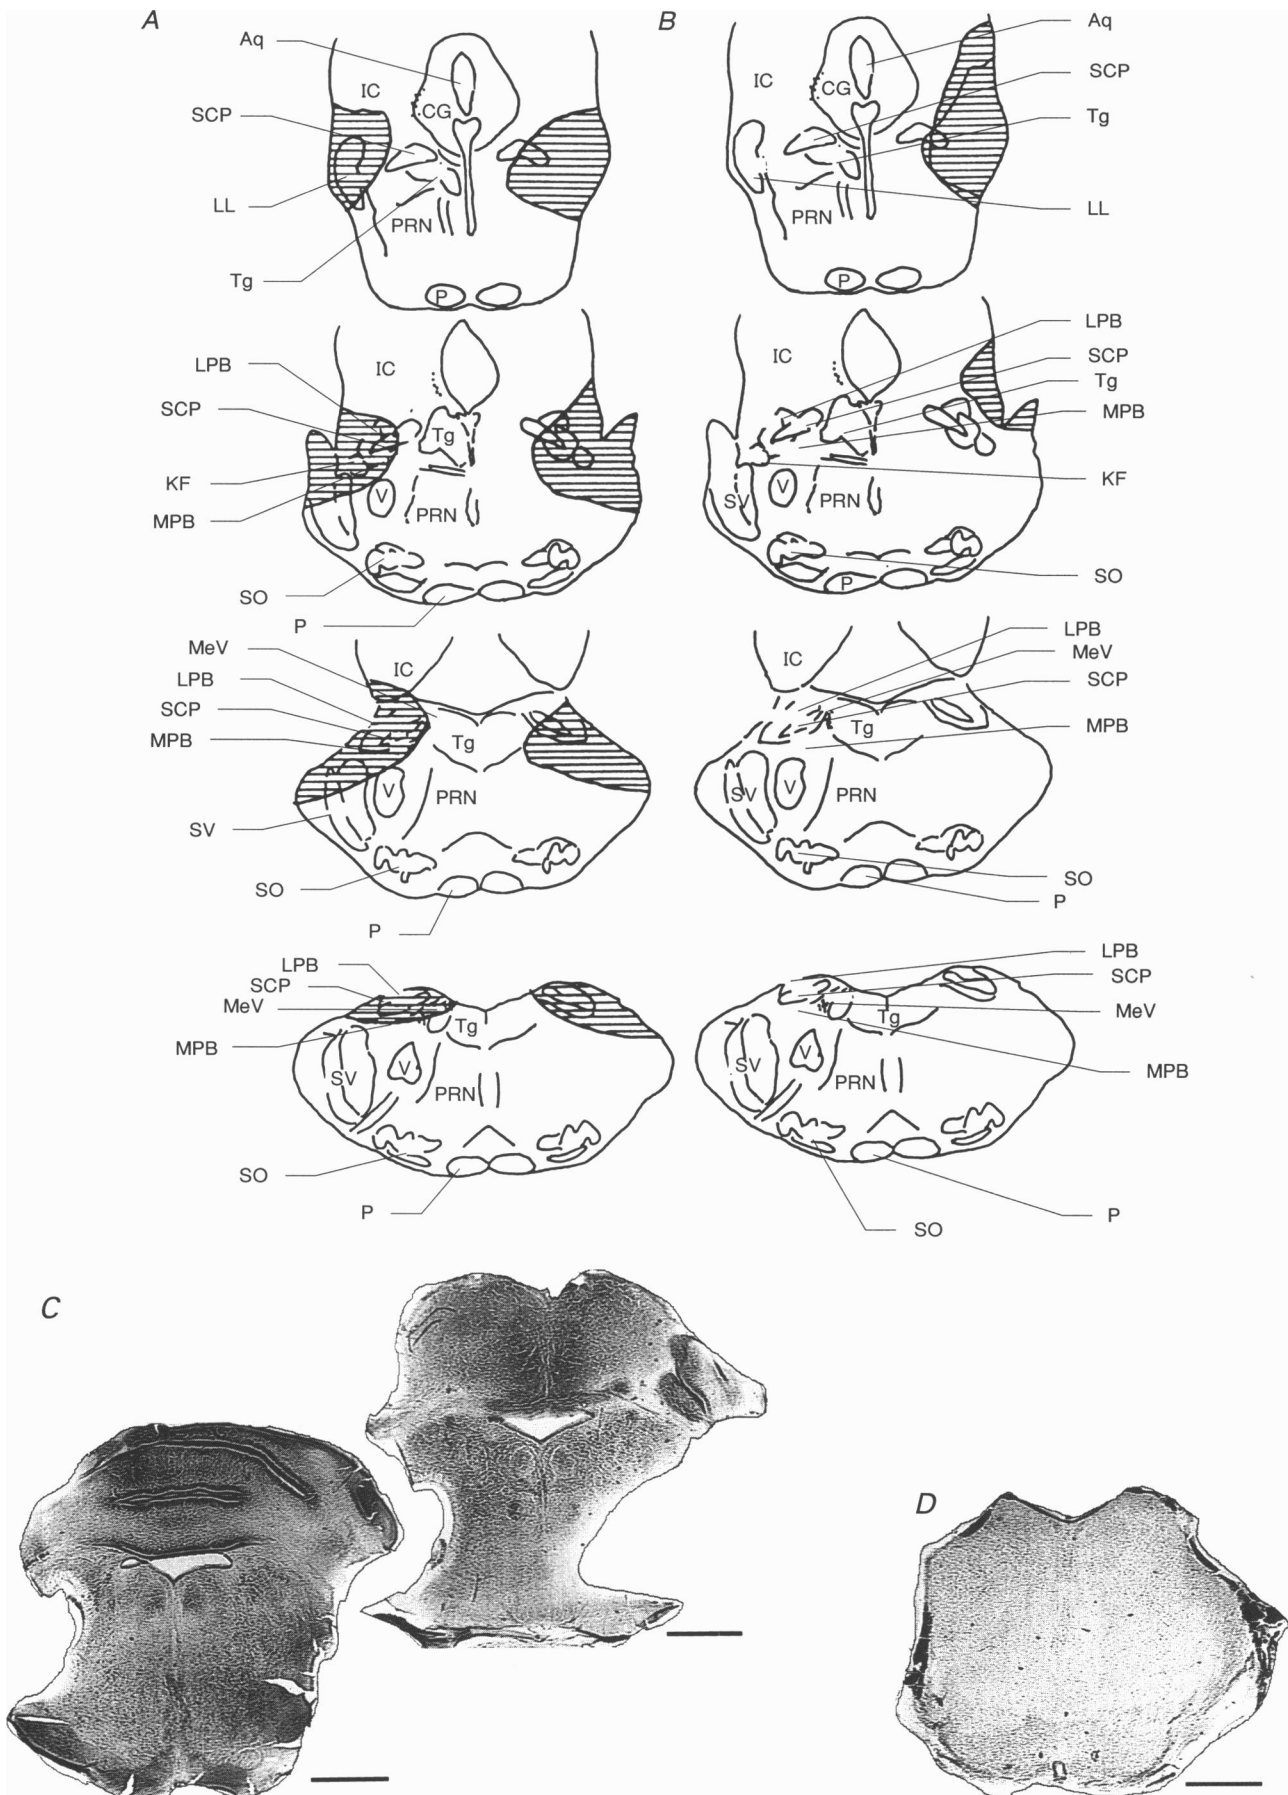 A
B
Aq
IC
CG
SCP
LL
PRN
Tg
P
Aq
SCP
IC
CG
Tg
LL
PRN
P
LPB
IC
SCP
Tg
KF
V
MPB
PRN
SO
P
LPB
SCP
IC
Tg
MPB
KF
SV
V
PRN
SO
P
MeV
IC
LPB
SCP
MPB
Tg
V
PRN
SV
SO
P
LPB
MeV
IC
SCP
Tg
MPB
SV
V
PRN
SO
P
LPB
SCP
MeV
Tg
MPB
V
SV
PRN
SO
P
LPB
SCP
MeV
Tg
V
SV
PRN
MPB
P
SO
C
D